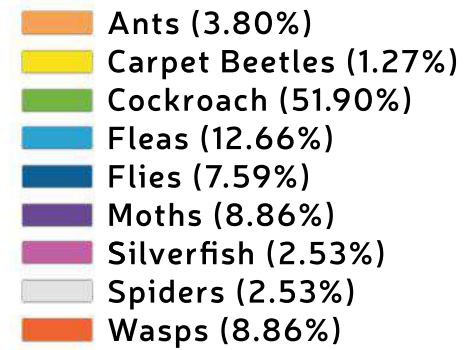 Ants (3.80%)
Carpet Beetles (1.27%)
Cockroach (51.90%)
Fleas (12.66%)
Flies (7.59%)
Moths (8.86%)
Silverfish (2.53%)
Spiders (2.53%)
Wasps (8.86%)